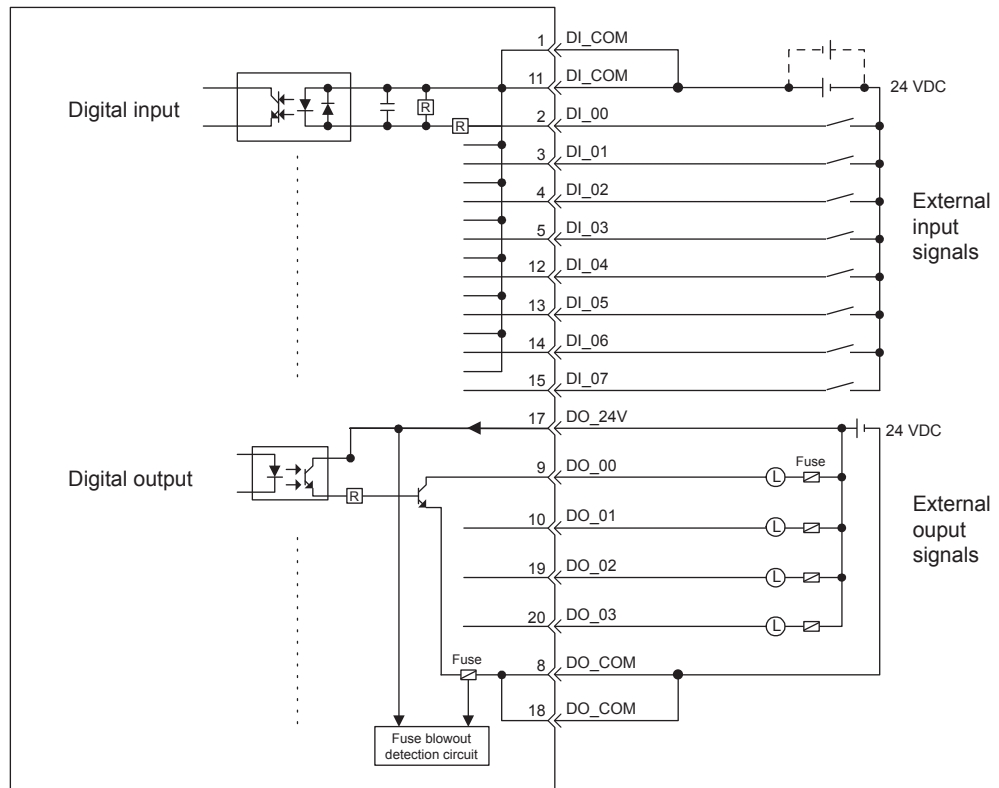 1 DI_COM
11 DI_COM
24 VDC
Digital input
R
R
2 DI_00
3 DI_01
4 DI_02
5 DI_03
12 DI_04
13 DI_05
14 DI_06
15 DI_07
External
input
signals
17 DO_24V
24 VDC
Digital output
R
9 DO_00
L
Fuse
10 DO_01
L
19 DO_02
L
20 DO_03
L
External
ouput
signals
Fuse
8 DO_COM
18 DO_COM
Fuse blowout
detection circuit